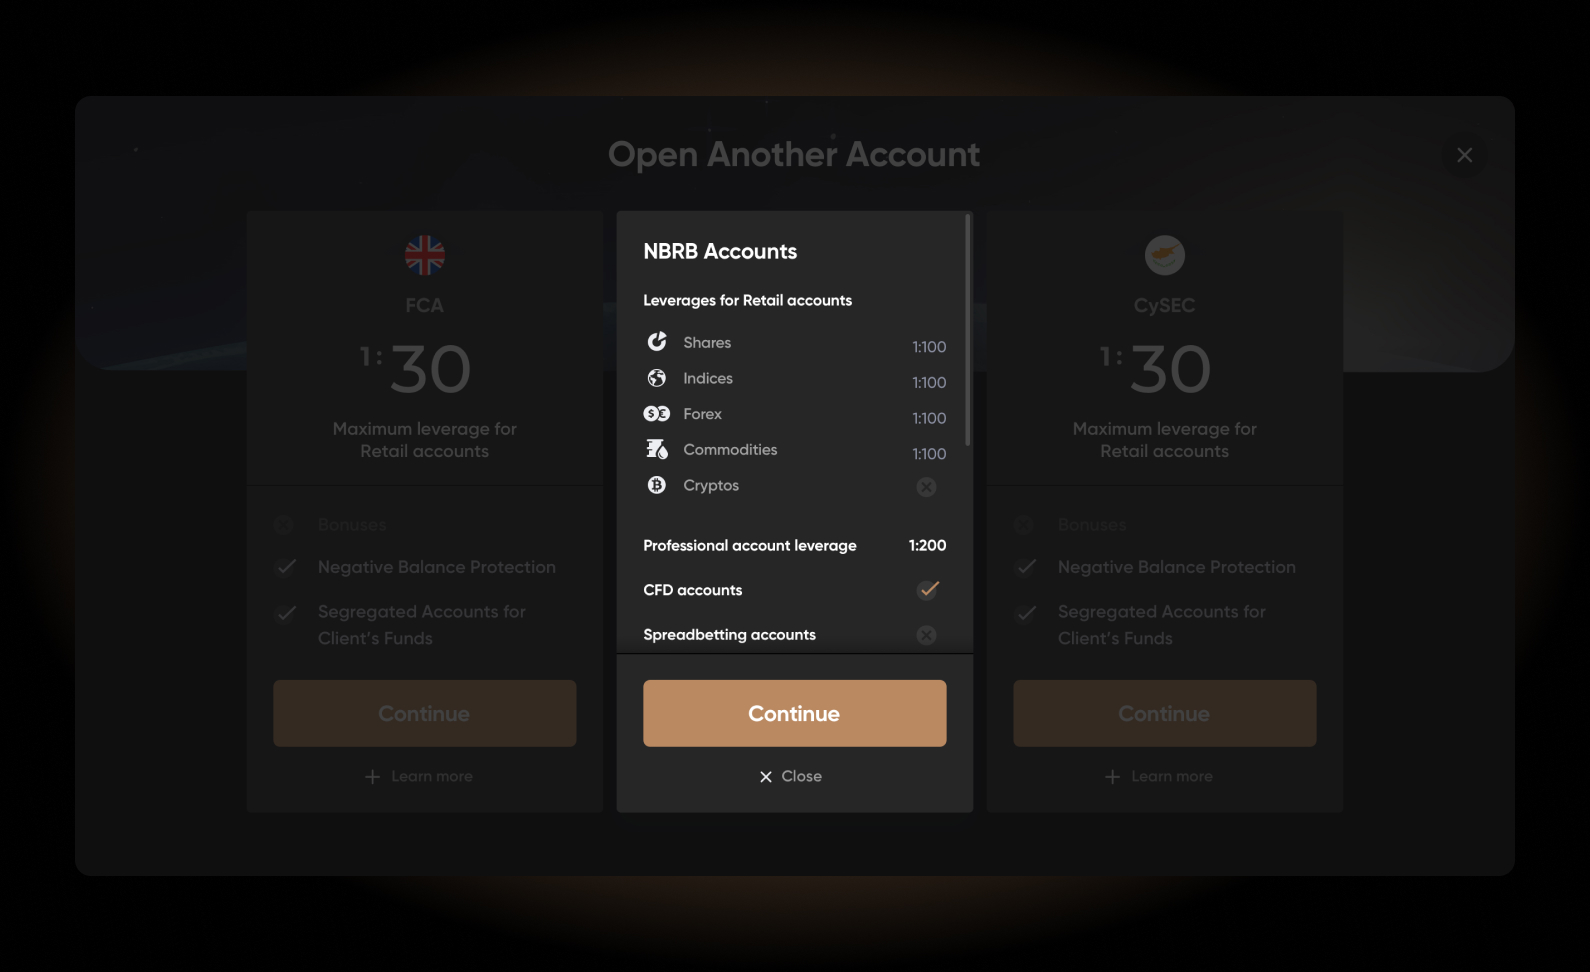 Open Another Account
FCA
1:30
Maximum leverage for
Retail accounts
Bonuses
Negative Balance Protection
Segregated Accounts for
Client's Funds
Continue
Learn more
NBRB Accounts
Leverages for Retail accounts
Shares 1:100
Indices 1:100
Forex 1:100
Commodities 1:100
Cryptos
Professional account leverage 1:200
CFD accounts
Spreadbetting accounts
Continue
Close
CySEC
1:30
Maximum leverage for
Retail accounts
Bonuses
Negative Balance Protection
Segregated Accounts for
Client's Funds
Continue
Learn more